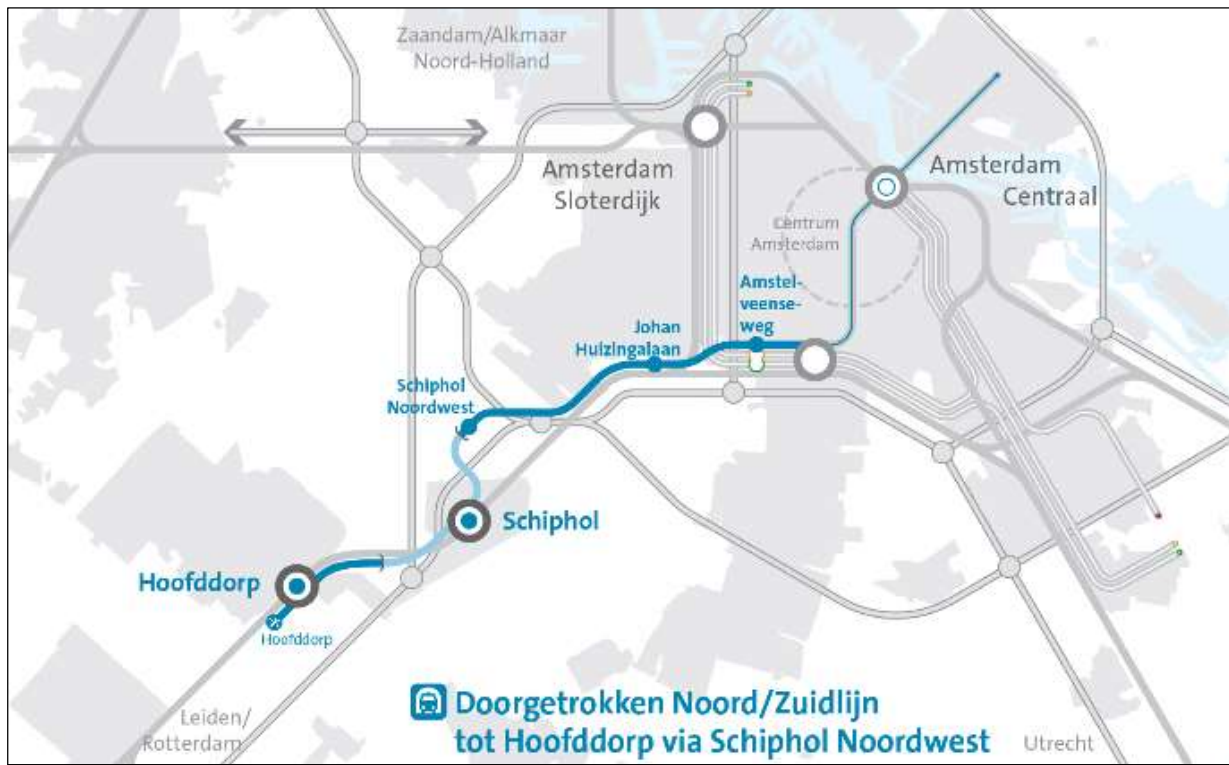 Zaandam/Alkmaar
Noord-Holland
Amsterdam
Sloterdijk
Amsterdam
Centraal
Centrum
Amsterdam
Amstel-
veense-
weg
Johan
Huizingalaan
Schiphol
Noordwest
Schiphol
Hoofddorp
Hoofddorp
Leiden/
Rotterdam
Doorgetrokken Noord/Zuidlijn
tot Hoofddorp via Schiphol Noordwest
Utrecht